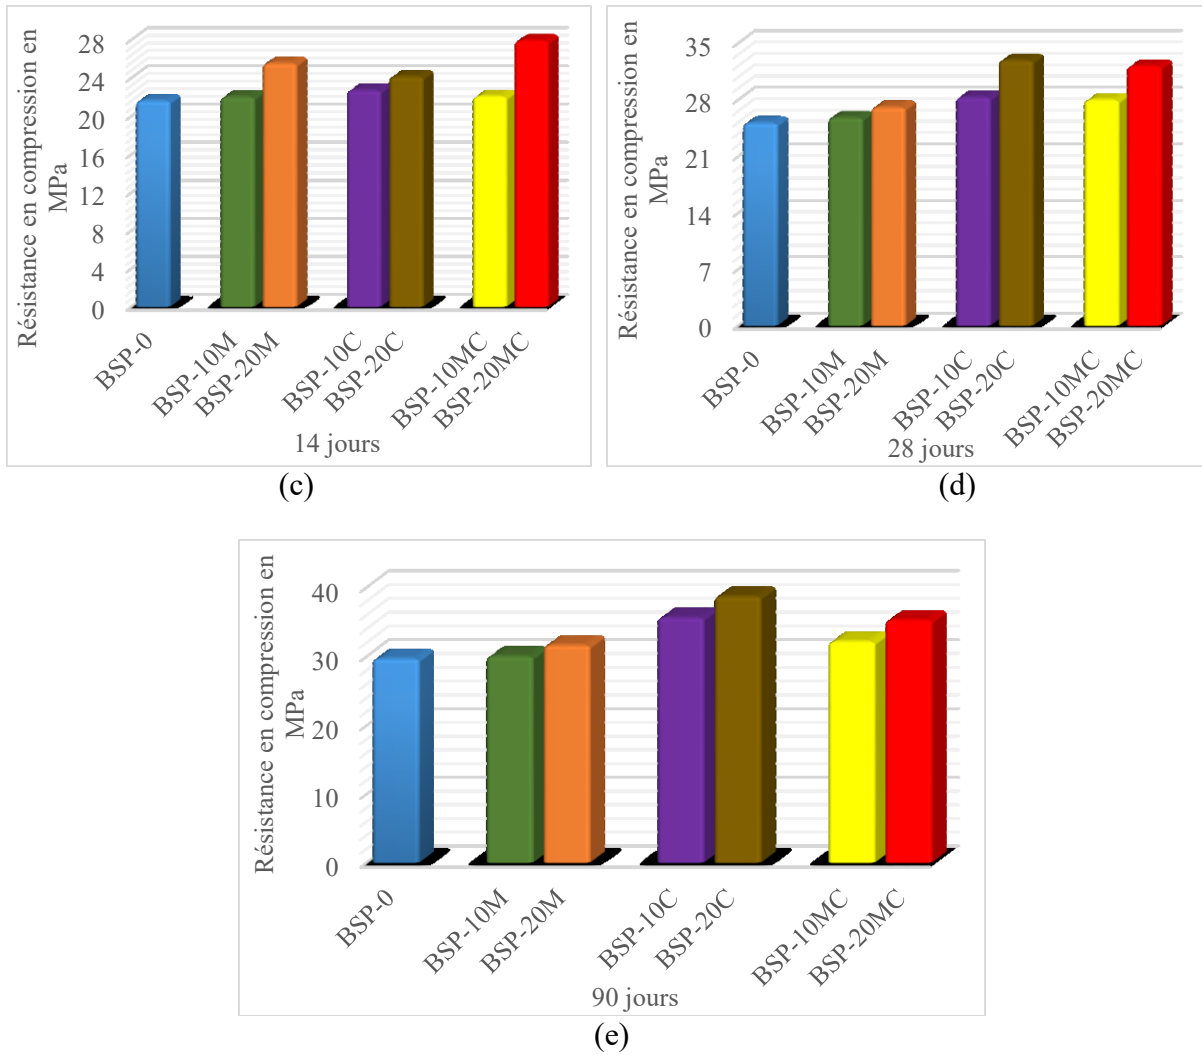 Résistance en compression en
MPa
28
24
20
16
12
8
4
0
BSP-0
BSP-10M
BSP-20M
BSP-10C
BSP-20C
BSP-10MC
BSP-20MC
14 jours
(c)
Résistance en compression en
MPa
35
28
21
14
7
0
BSP-0
BSP-10M
BSP-20M
BSP-10C
BSP-20C
BSP-10MC
BSP-20MC
28 jours
(d)
Résistance en compression en
MPa
40
30
20
10
0
BSP-0
BSP-10M
BSP-20M
BSP-10C
BSP-20C
BSP-10MC
BSP-20MC
90 jours
(e)